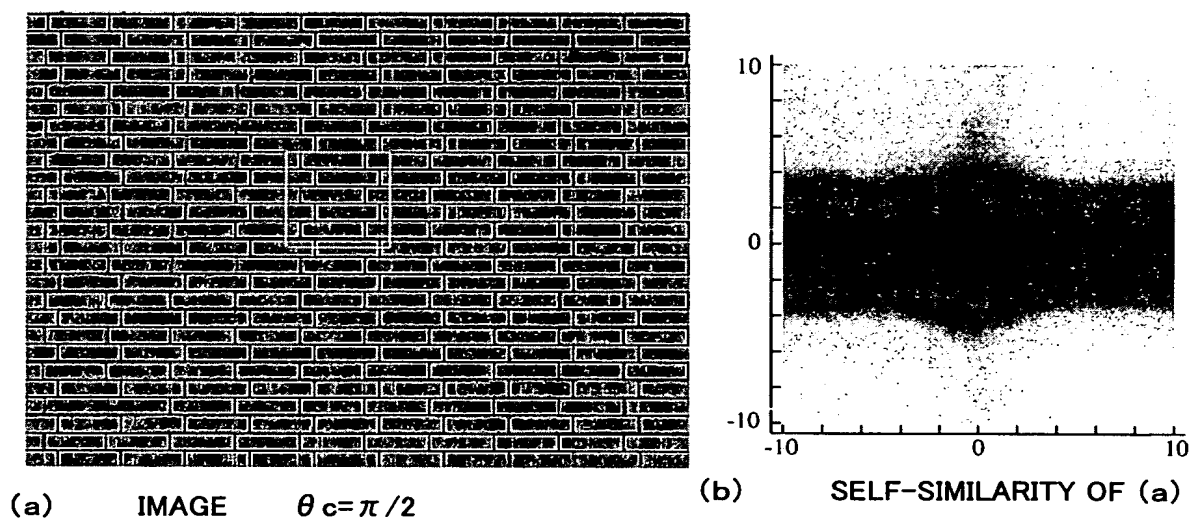 10
0
-10
-10 0 10
(a) IMAGE θc=π/2
(b) SELF-SIMILARITY OF (a)